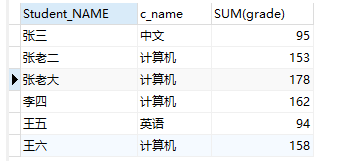 Student_NAME c_name SUM(grade)
张三 中文 95
张老二 计算机 153
张老大 计算机 178
李四 计算机 162
王五 英语 94
王六 计算机 158